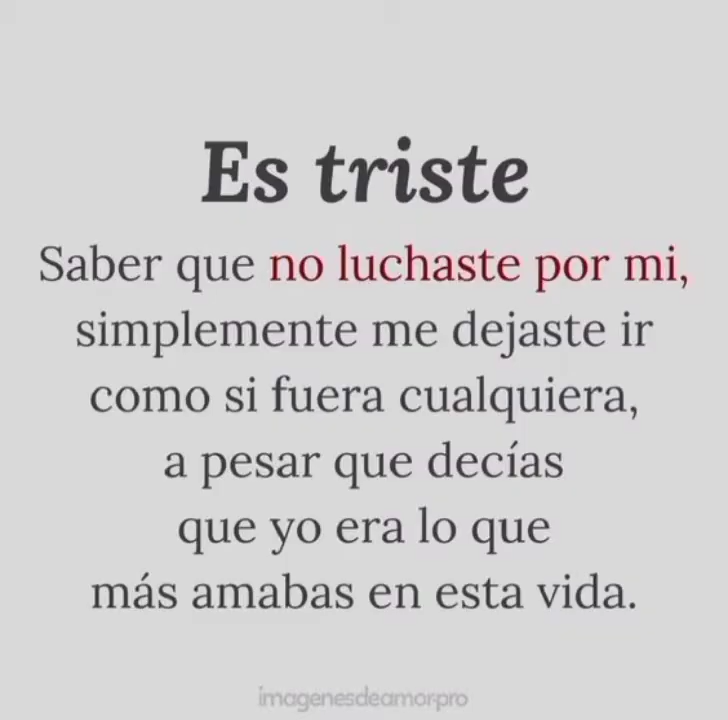 Es triste
Saber que no luchaste por mi,
simplemente me dejaste ir
como si fuera cualquiera,
a pesar que decías
que yo era lo que
más amabas en esta vida.
imagenesdeamor.pro